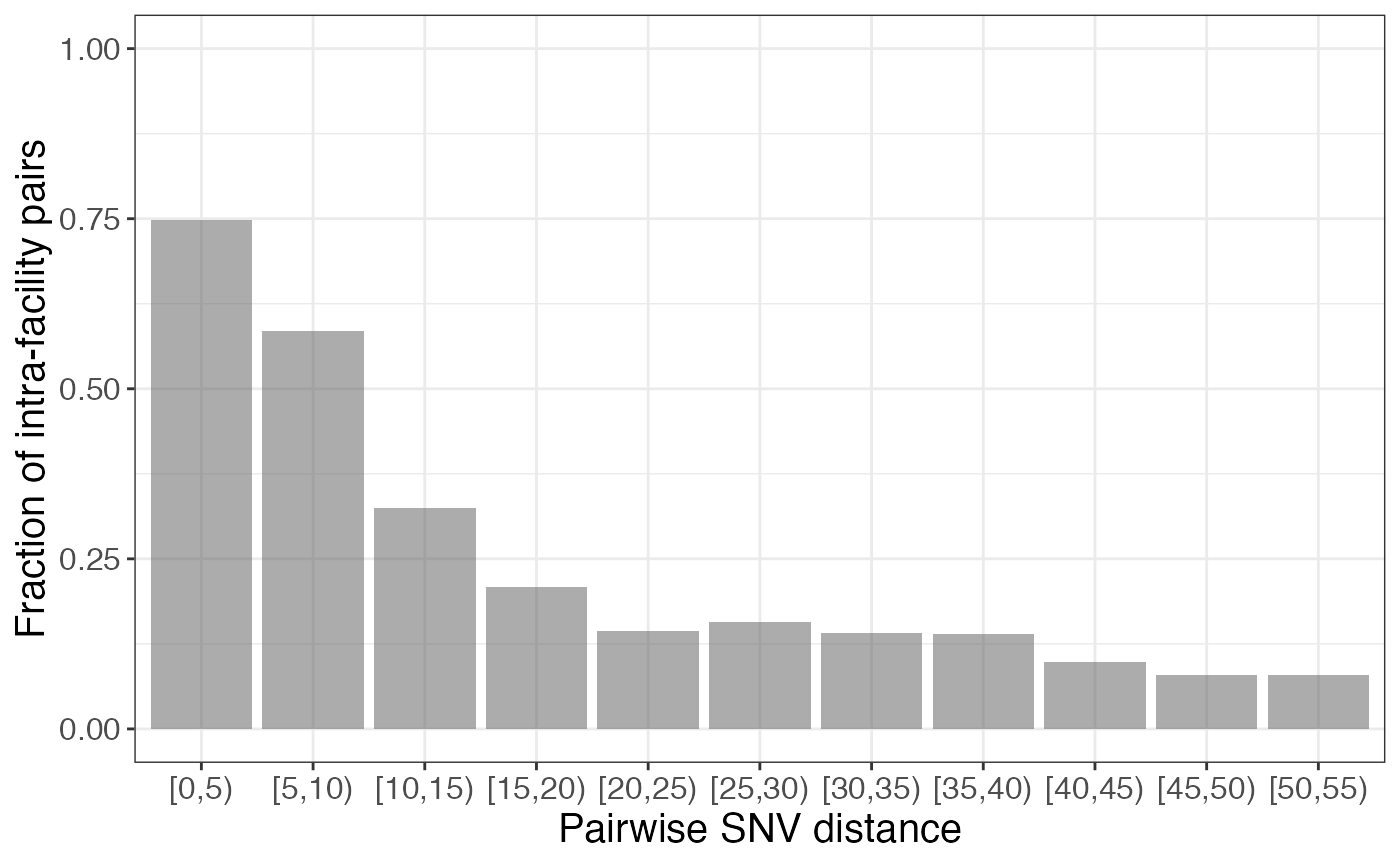 Fraction of intra-facility pairs
1.00
0.75
0.50
0.25
0.00
[0,5) [5,10) [10,15) [15,20) [20,25) [25,30) [30,35) [35,40) [40,45) [45,50) [50,55)
Pairwise SNV distance